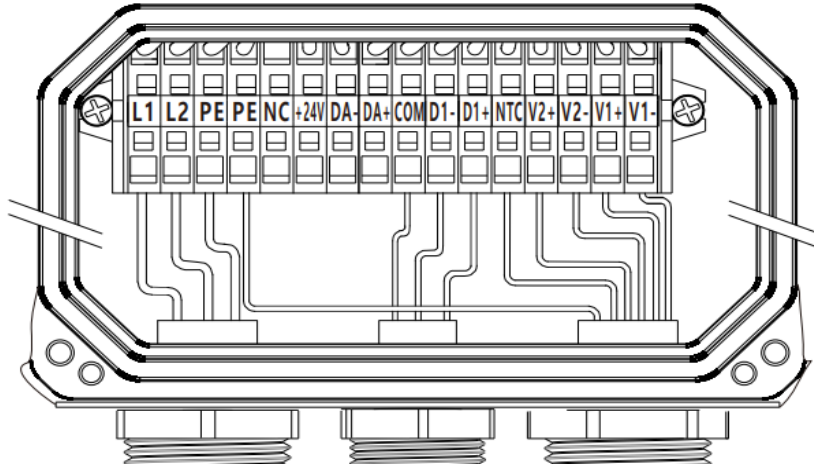 L1 L2 PE PE NC +24V DA- DA+ COM D1- D1+ NTC V2+ V2- V1+ V1-